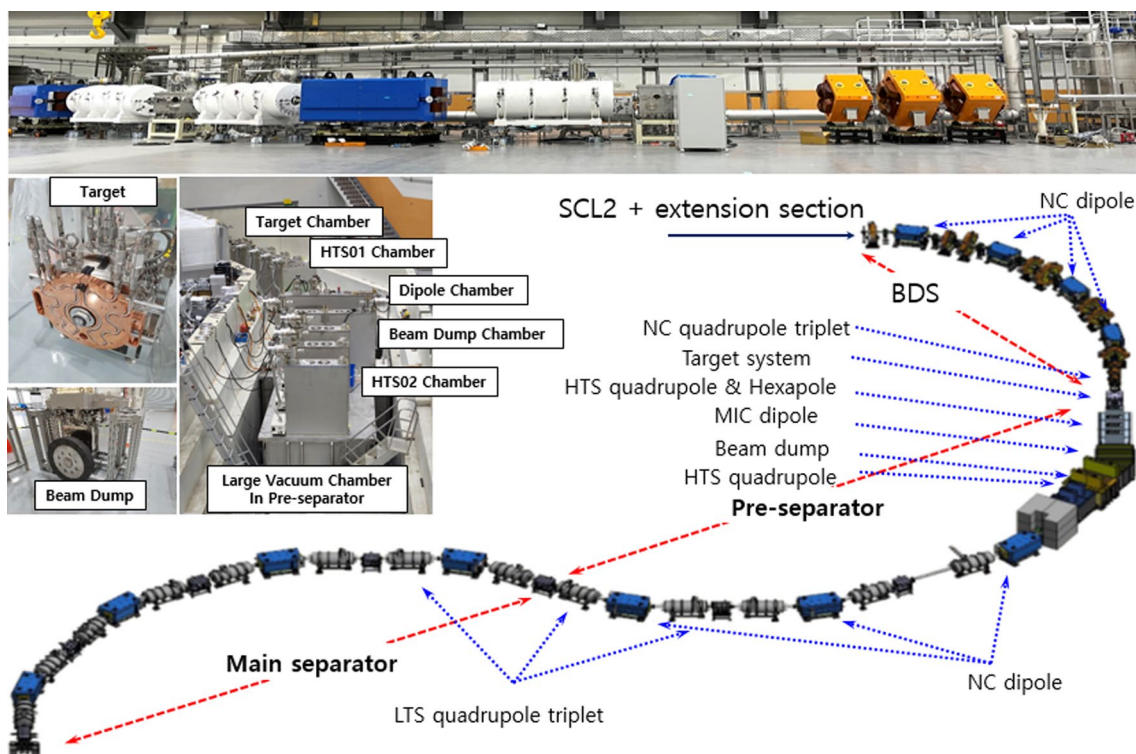 Target
Target Chamber
HTS01 Chamber
Dipole Chamber
Beam Dump Chamber
HTS02 Chamber
Beam Dump
Large Vacuum Chamber
In Pre-separator
SCL2 + extension section
NC dipole
BDS
NC quadrupole triplet
Target system
HTS quadrupole & Hexapole
MIC dipole
Beam dump
HTS quadrupole
Pre-separator
Main separator
LTS quadrupole triplet
NC dipole